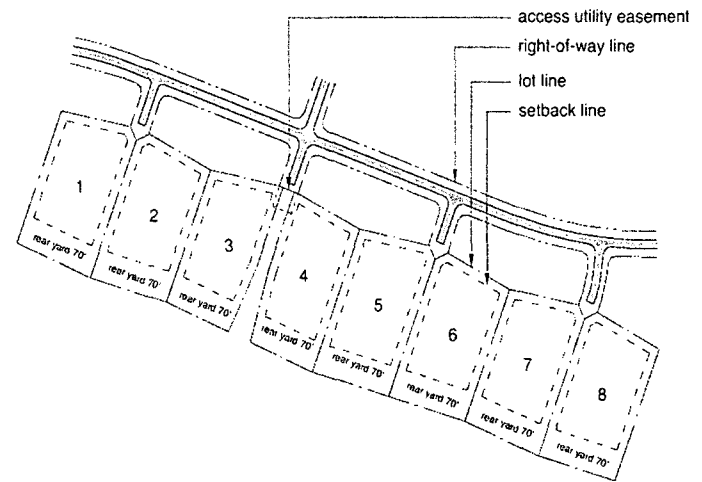 access utility easement
right-of-way line
lot line
setback line
1
2
3
4
5
6
7
8
rear yard 70'
rear yard 70'
rear yard 70'
rear yard 70'
rear yard 70'
rear yard 70'
rear yard 70'
rear yard 70'